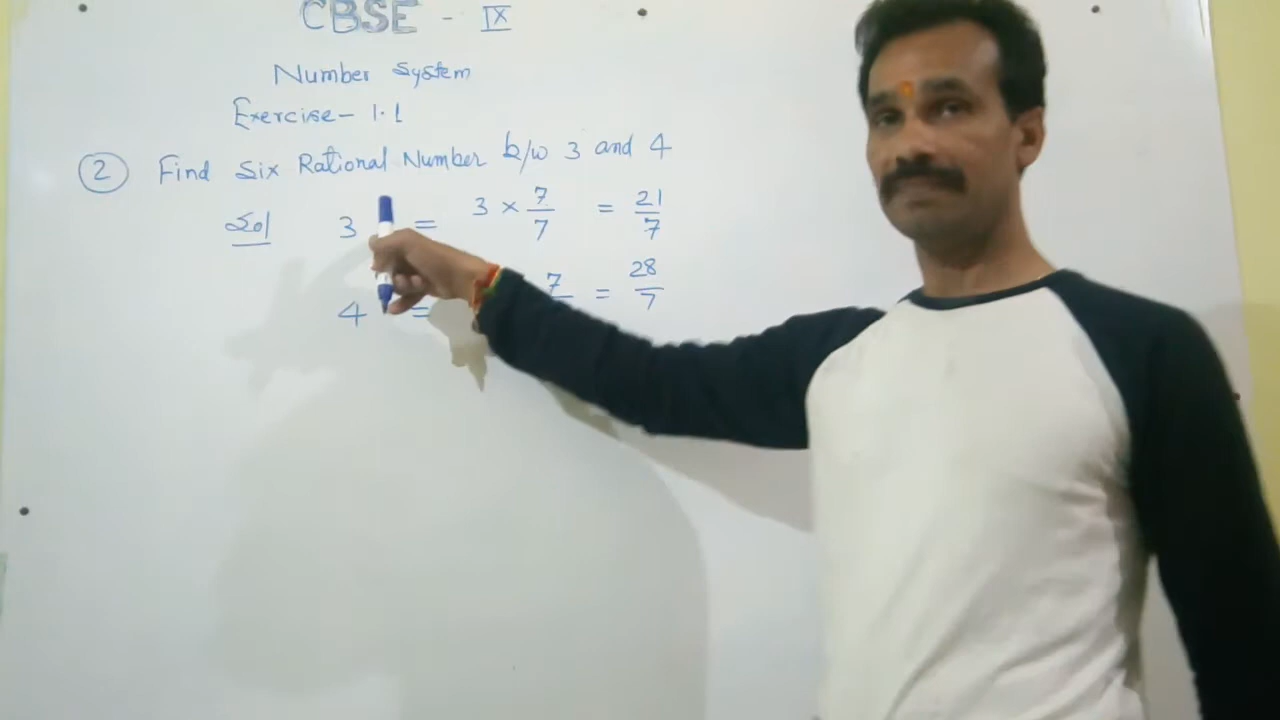 CBSE - IX
Number System
Exercise - 1.1
② Find Six Rational Number b/w 3 and 4
Sol 3 = 3 × 7/7 = 21/7
4 = 7 = 28/7